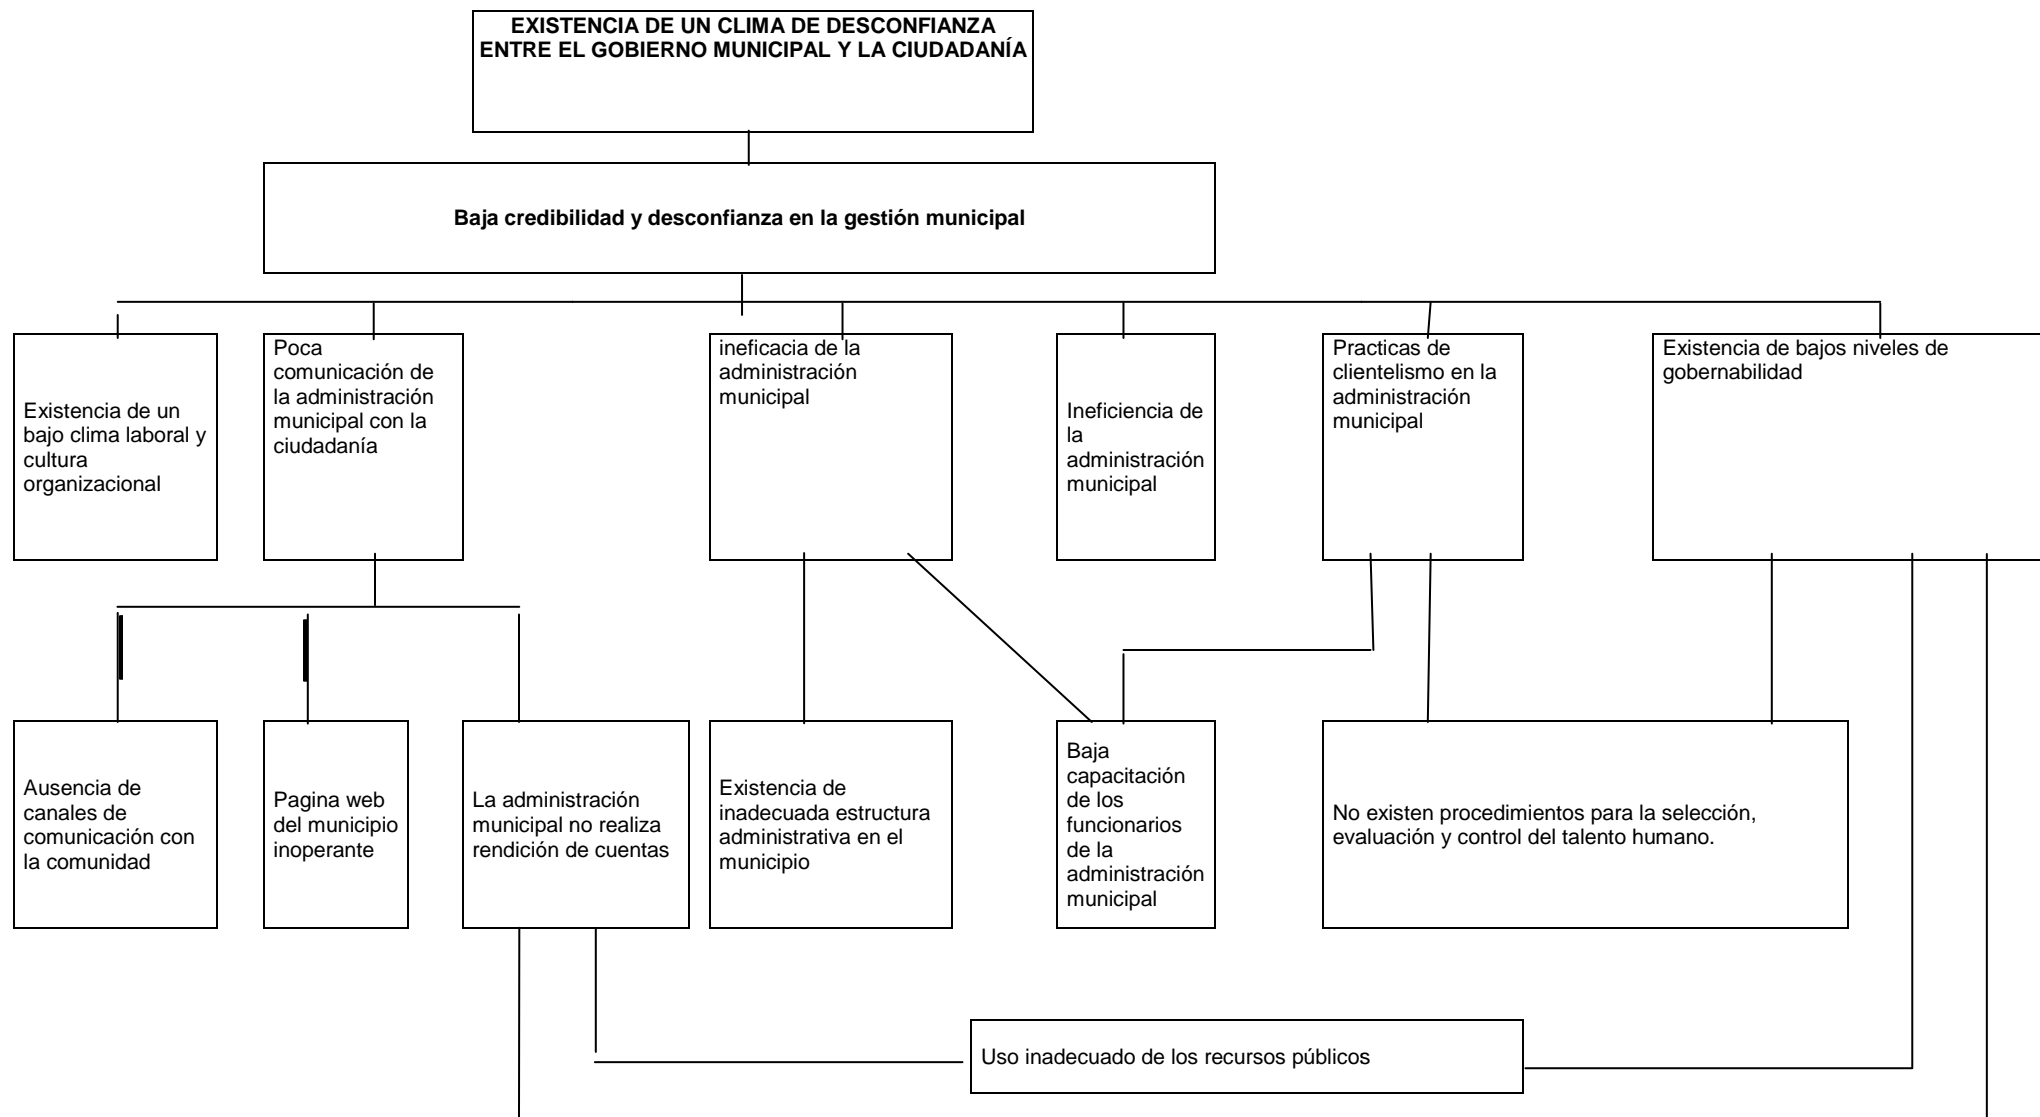 EXISTENCIA DE UN CLIMA DE DESCONFIANZA
ENTRE EL GOBIERNO MUNICIPAL Y LA CIUDADANÍA
Baja credibilidad y desconfianza en la gestión municipal
Existencia de un
bajo clima laboral y
cultura
organizacional
Poca
comunicación de
la administración
municipal con la
ciudadanía
ineficacia de la
administración
municipal
Ineficiencia de
la
administración
municipal
Practicas de
clientelismo en la
administración
municipal
Existencia de bajos niveles de
gobernabilidad
Ausencia de
canales de
comunicación con
la comunidad
Pagina web
del municipio
inoperante
La administración
municipal no realiza
rendición de cuentas
Existencia de
inadecuada estructura
administrativa en el
municipio
Baja
capacitación
de los
funcionarios
de la
administración
municipal
No existen procedimientos para la selección,
evaluación y control del talento humano.
Uso inadecuado de los recursos públicos